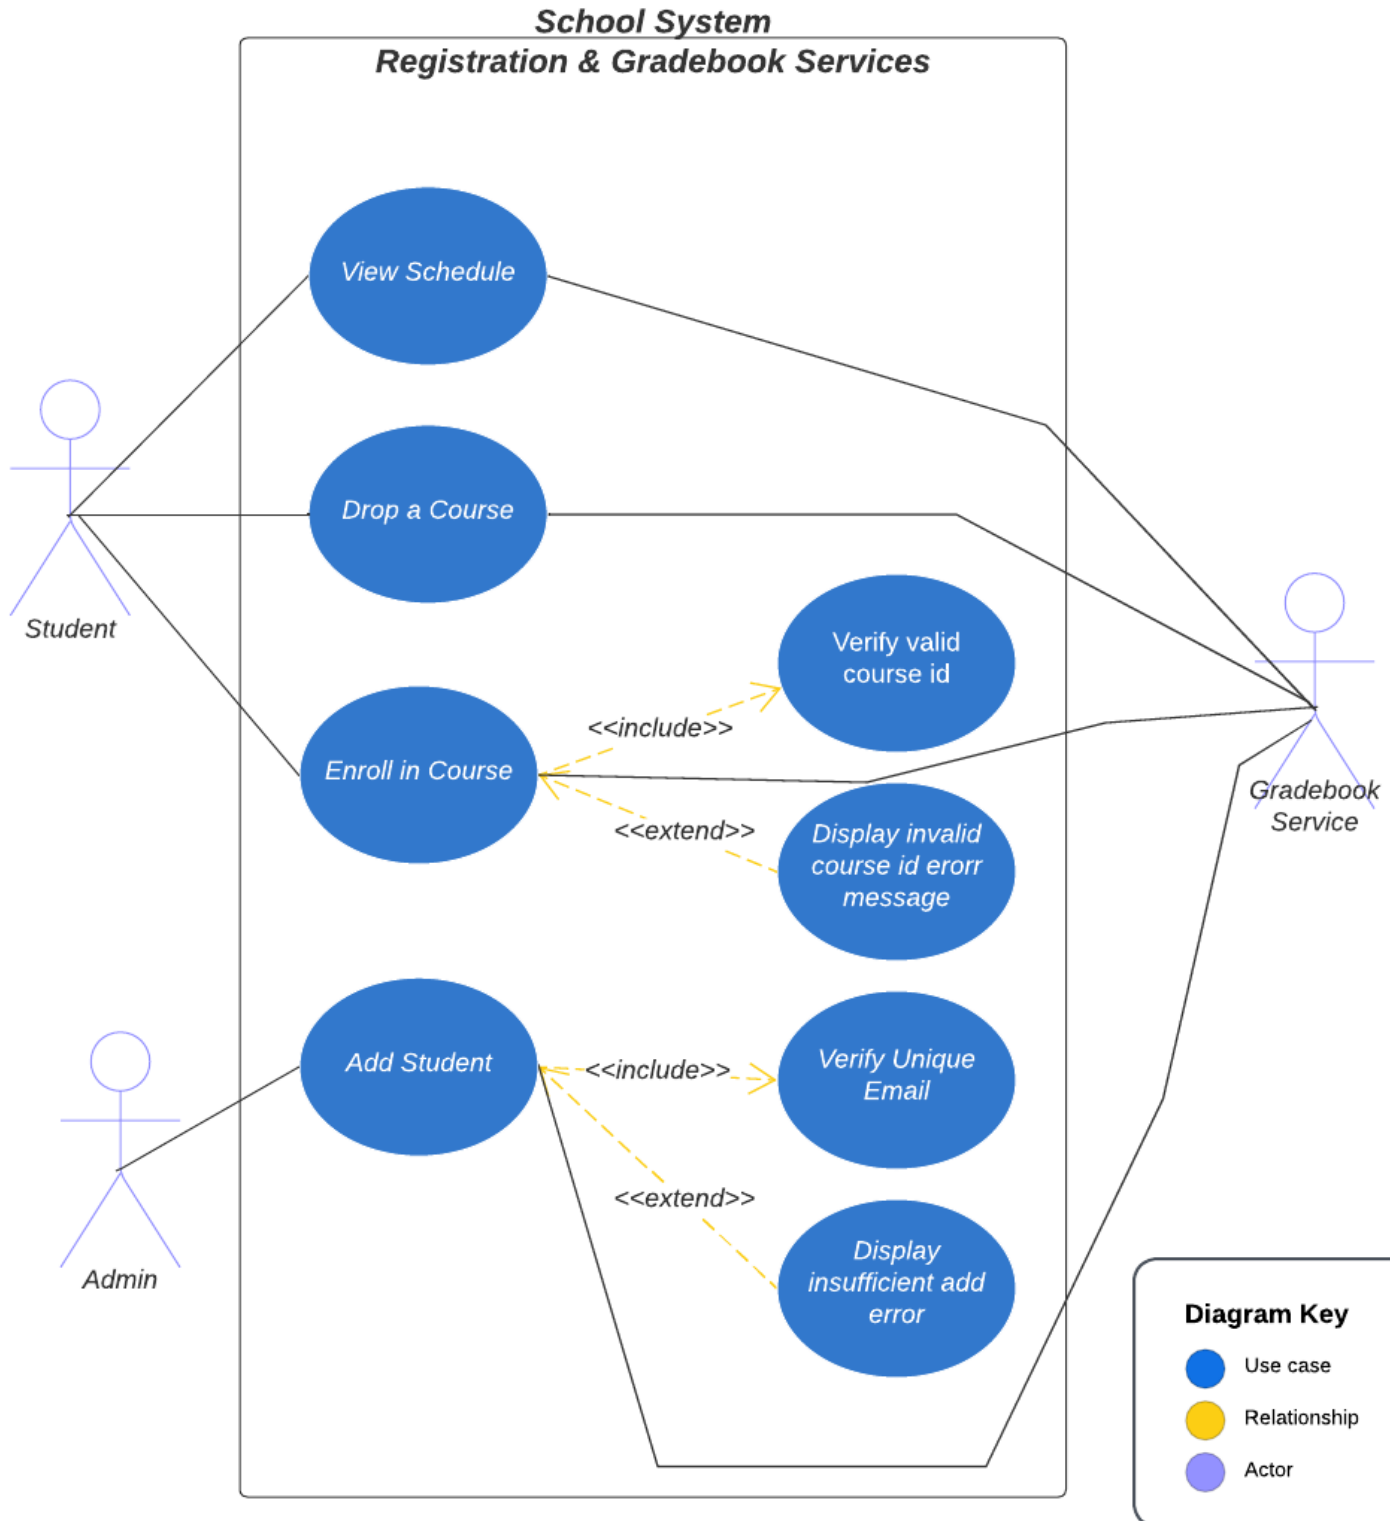 School System
Registration & Gradebook Services
View Schedule
Drop a Course
Student
Verify valid
course id
<<include>>
Enroll in Course
<<extend>>
Display invalid
course id erorr
message
Gradebook
Service
Add Student
<<include>>
Verify Unique
Email
<<extend>>
Display
insufficient add
error
Admin
Diagram Key
Use case
Relationship
Actor